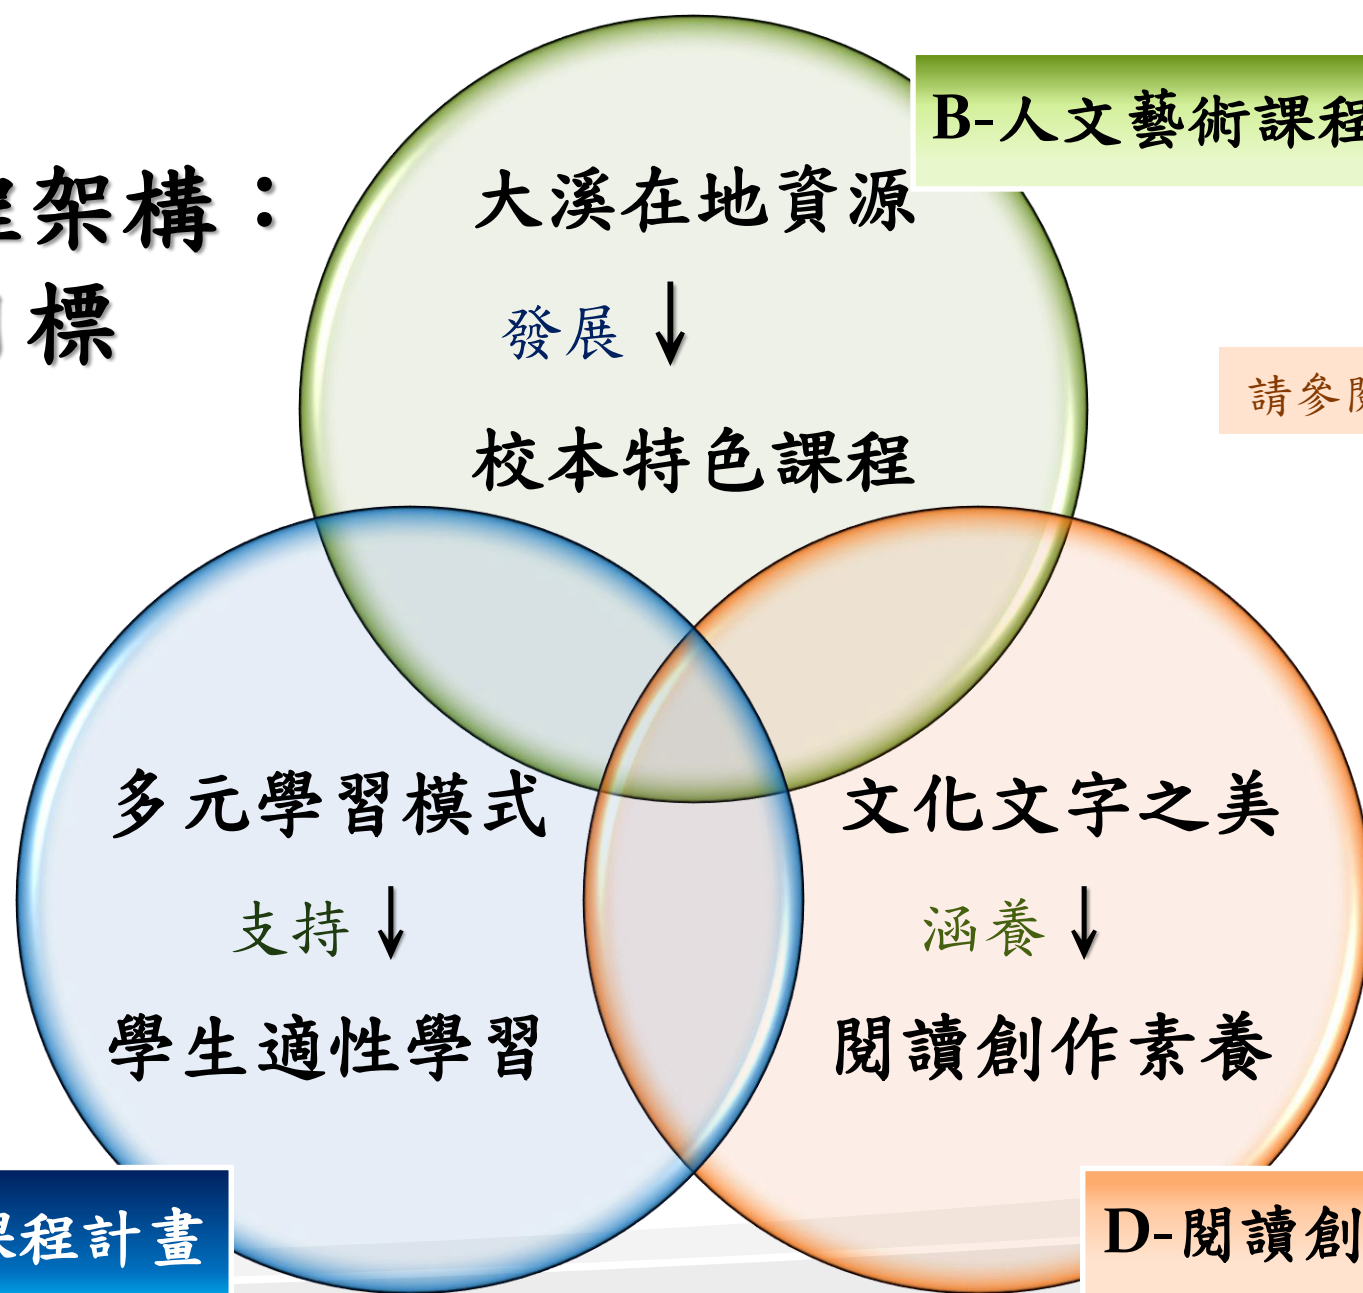 程架構：
目標
B-人文藝術課程
大溪在地資源
發展
校本特色課程
請參閱
多元學習模式
支持
學生適性學習
文化文字之美
涵養
閱讀創作素養
課程計畫
D-閱讀創